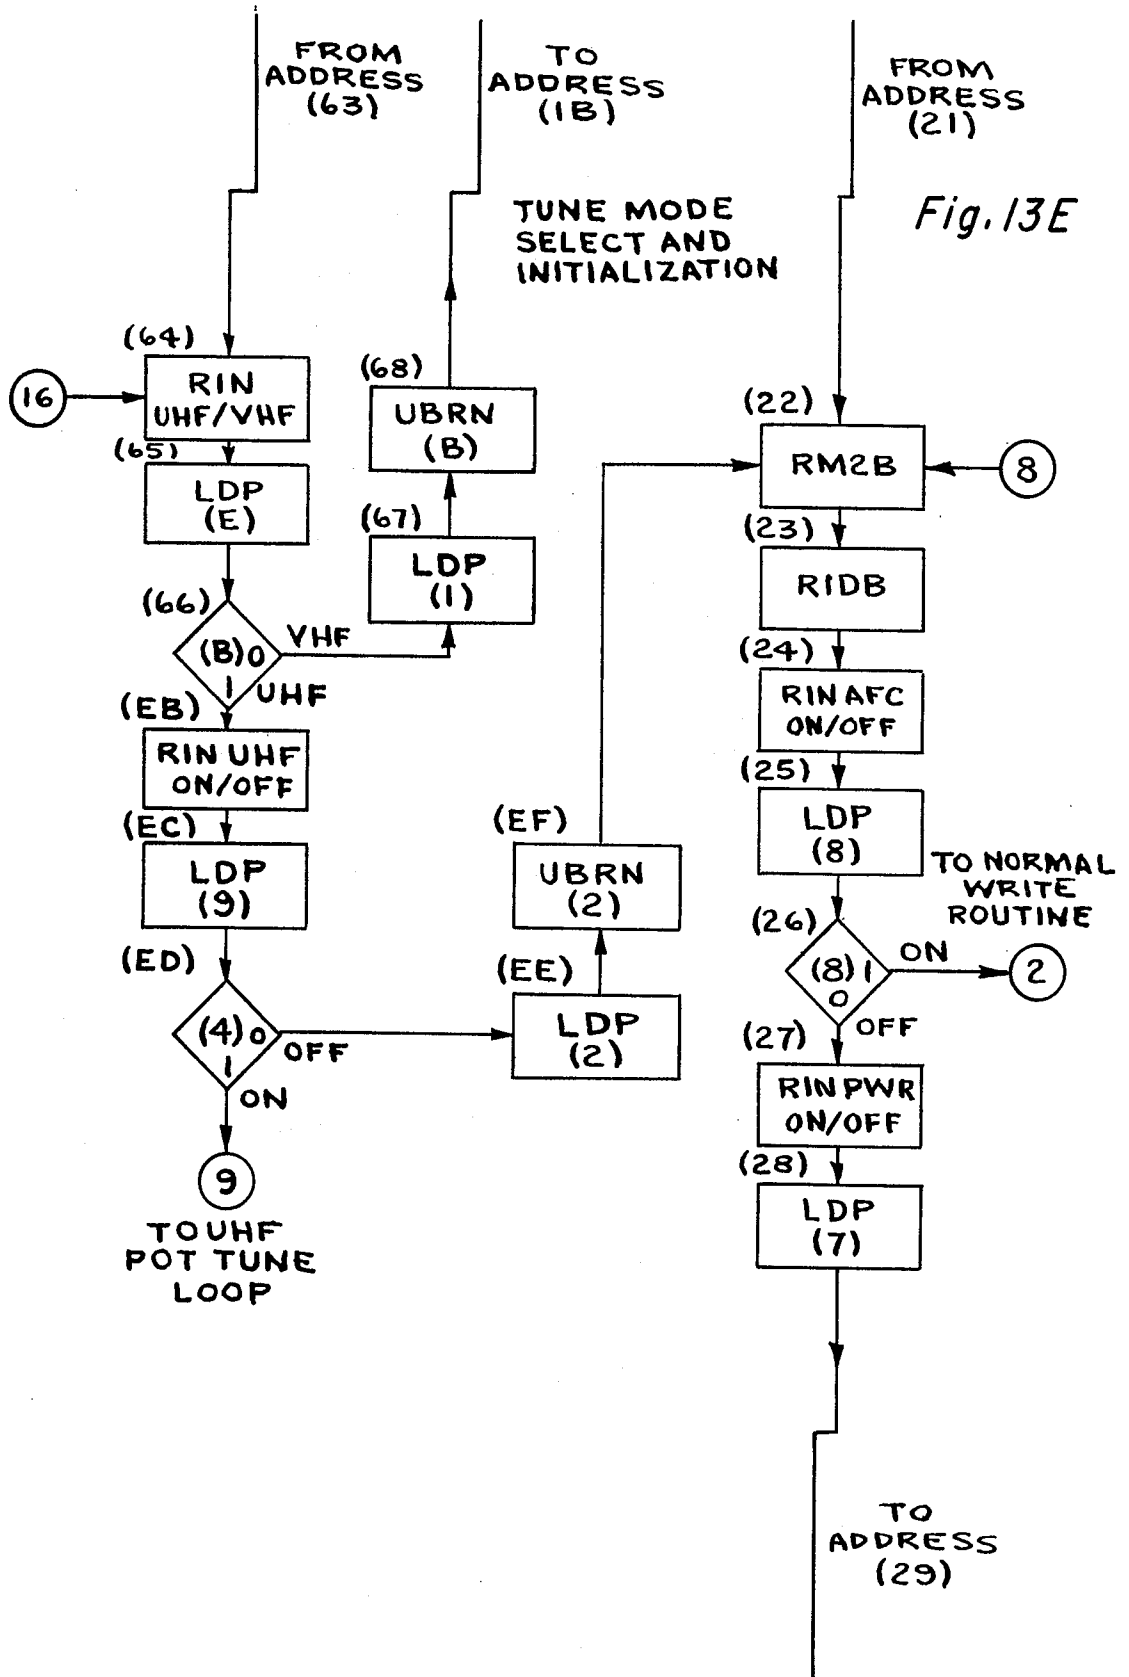 FROM
ADDRESS
(63)
TO
ADDRESS
(1B)
FROM
ADDRESS
(21)
Fig. 13E
TUNE MODE
SELECT AND
INITIALIZATION
(64)
16
RIN
UHF/VHF
(65)
LDP
(E)
(66)
(B) 0
1
VHF
UHF
(67)
LDP
(1)
(68)
UBRN
(B)
(EB)
RIN UHF
ON/OFF
(EC)
LDP
(9)
(ED)
(4) 0
1
OFF
ON
9
TO UHF
POT TUNE
LOOP
(EE)
LDP
(2)
(EF)
UBRN
(2)
(22)
RM2B
8
(23)
RIDB
(24)
RIN AFC
ON/OFF
(25)
LDP
(8)
TO NORMAL
WRITE
ROUTINE
(26)
(8) 1
0
ON
2
OFF
(27)
RIN PWR
ON/OFF
(28)
LDP
(7)
TO
ADDRESS
(29)